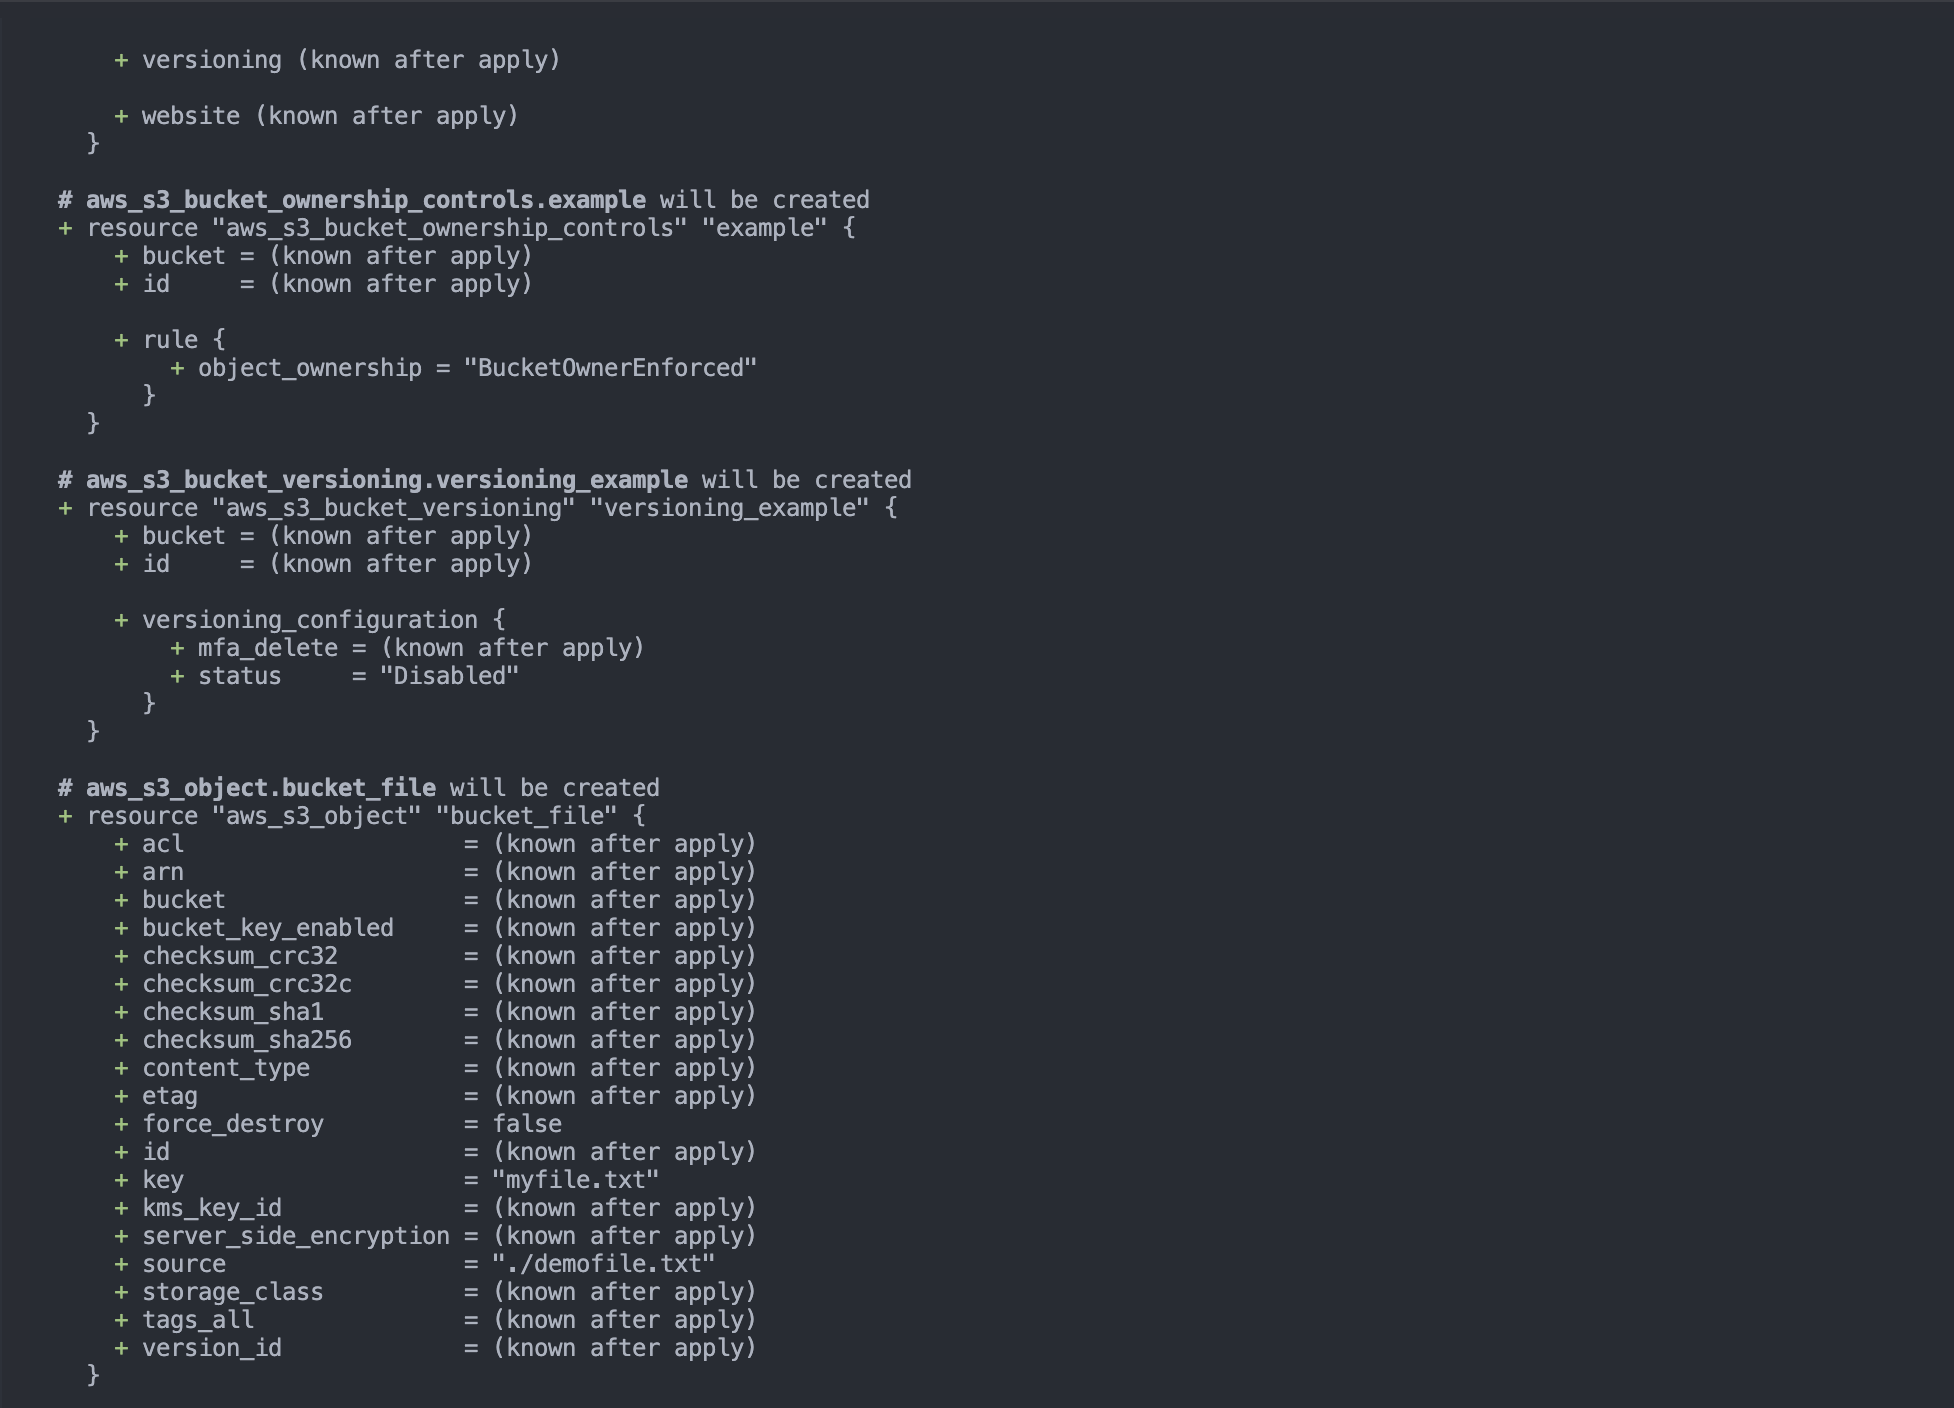 + versioning (known after apply)
+ website (known after apply)
}
# aws_s3_bucket_ownership_controls.example will be created
+ resource "aws_s3_bucket_ownership_controls" "example" {
+ bucket = (known after apply)
+ id     = (known after apply)
+ rule {
+ object_ownership = "BucketOwnerEnforced"
}
}
# aws_s3_bucket_versioning.versioning_example will be created
+ resource "aws_s3_bucket_versioning" "versioning_example" {
+ bucket = (known after apply)
+ id     = (known after apply)
+ versioning_configuration {
+ mfa_delete = (known after apply)
+ status     = "Disabled"
}
}
# aws_s3_object.bucket_file will be created
+ resource "aws_s3_object" "bucket_file" {
+ acl                    = (known after apply)
+ arn                    = (known after apply)
+ bucket                 = (known after apply)
+ bucket_key_enabled     = (known after apply)
+ checksum_crc32         = (known after apply)
+ checksum_crc32c        = (known after apply)
+ checksum_sha1          = (known after apply)
+ checksum_sha256        = (known after apply)
+ content_type           = (known after apply)
+ etag                   = (known after apply)
+ force_destroy          = false
+ id                     = (known after apply)
+ key                    = "myfile.txt"
+ kms_key_id             = (known after apply)
+ server_side_encryption = (known after apply)
+ source                 = "./demofile.txt"
+ storage_class          = (known after apply)
+ tags_all               = (known after apply)
+ version_id             = (known after apply)
}